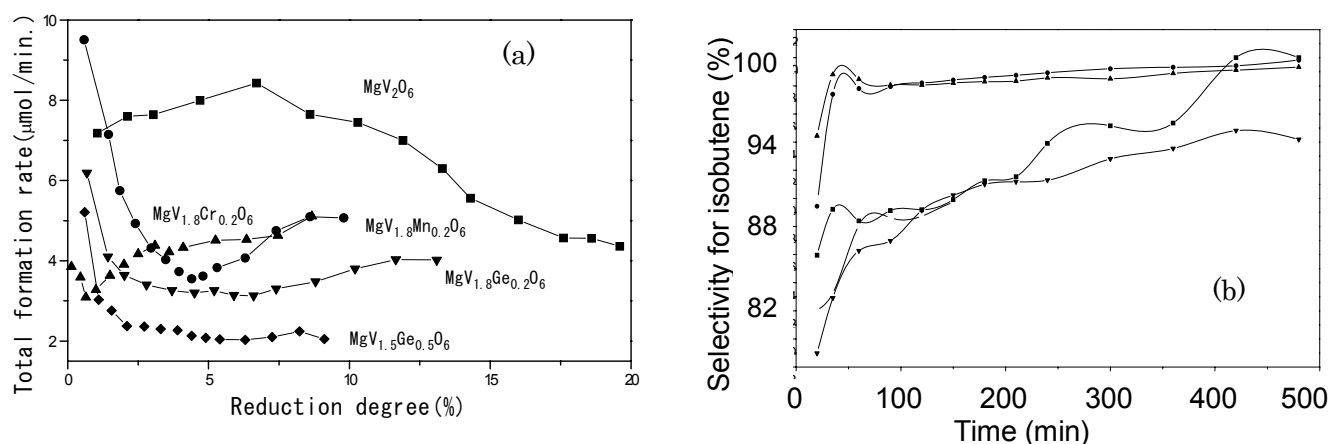 Total formation rate(μmol/min.)
10
8
6
4
2
(a)
MgV2O6
MgV1.8Cr0.2O6
MgV1.8Mn0.2O6
MgV1.8Ge0.2O6
MgV1.5Ge0.5O6
0 5 10 15 20
Reduction degree(%)
Selectivity for isobutene (%)
100
94
88
82
(b)
0 100 200 300 400 500
Time (min)